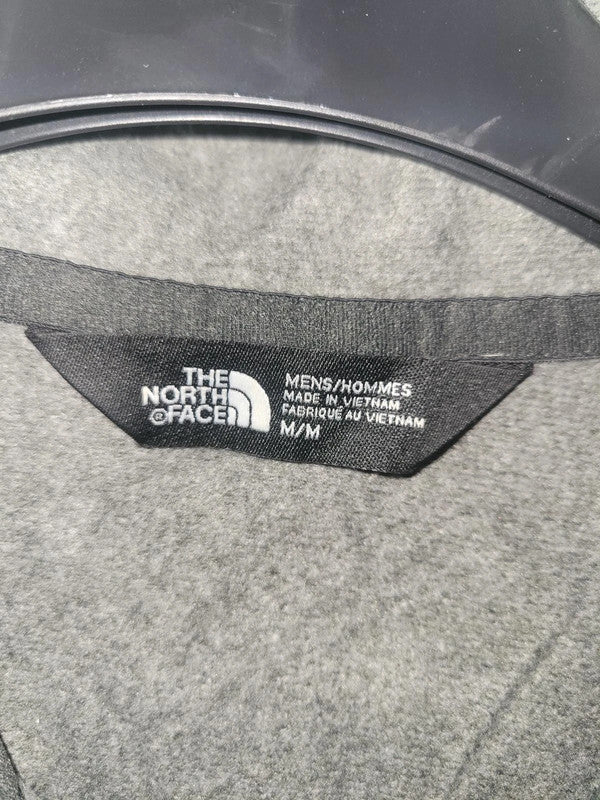 THE
NORTH
®FACE
MENS/HOMMES
MADE IN VIETNAM
FABRIQUÉ AU VIETNAM
M/M